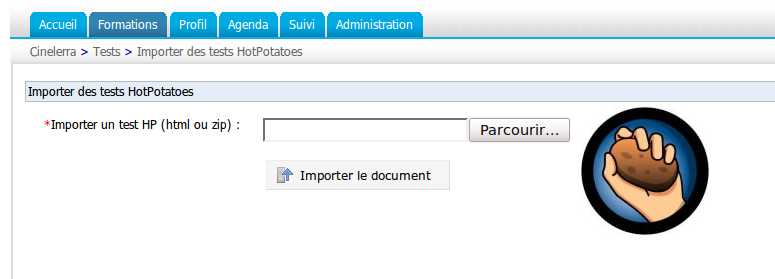 Accueil Formations Profil Agenda Suivi Administration
Cinelerra > Tests > Importer des tests HotPotatoes
Importer des tests HotPotatoes
*Importer un test HP (html ou zip) : Parcourir...
Importer le document